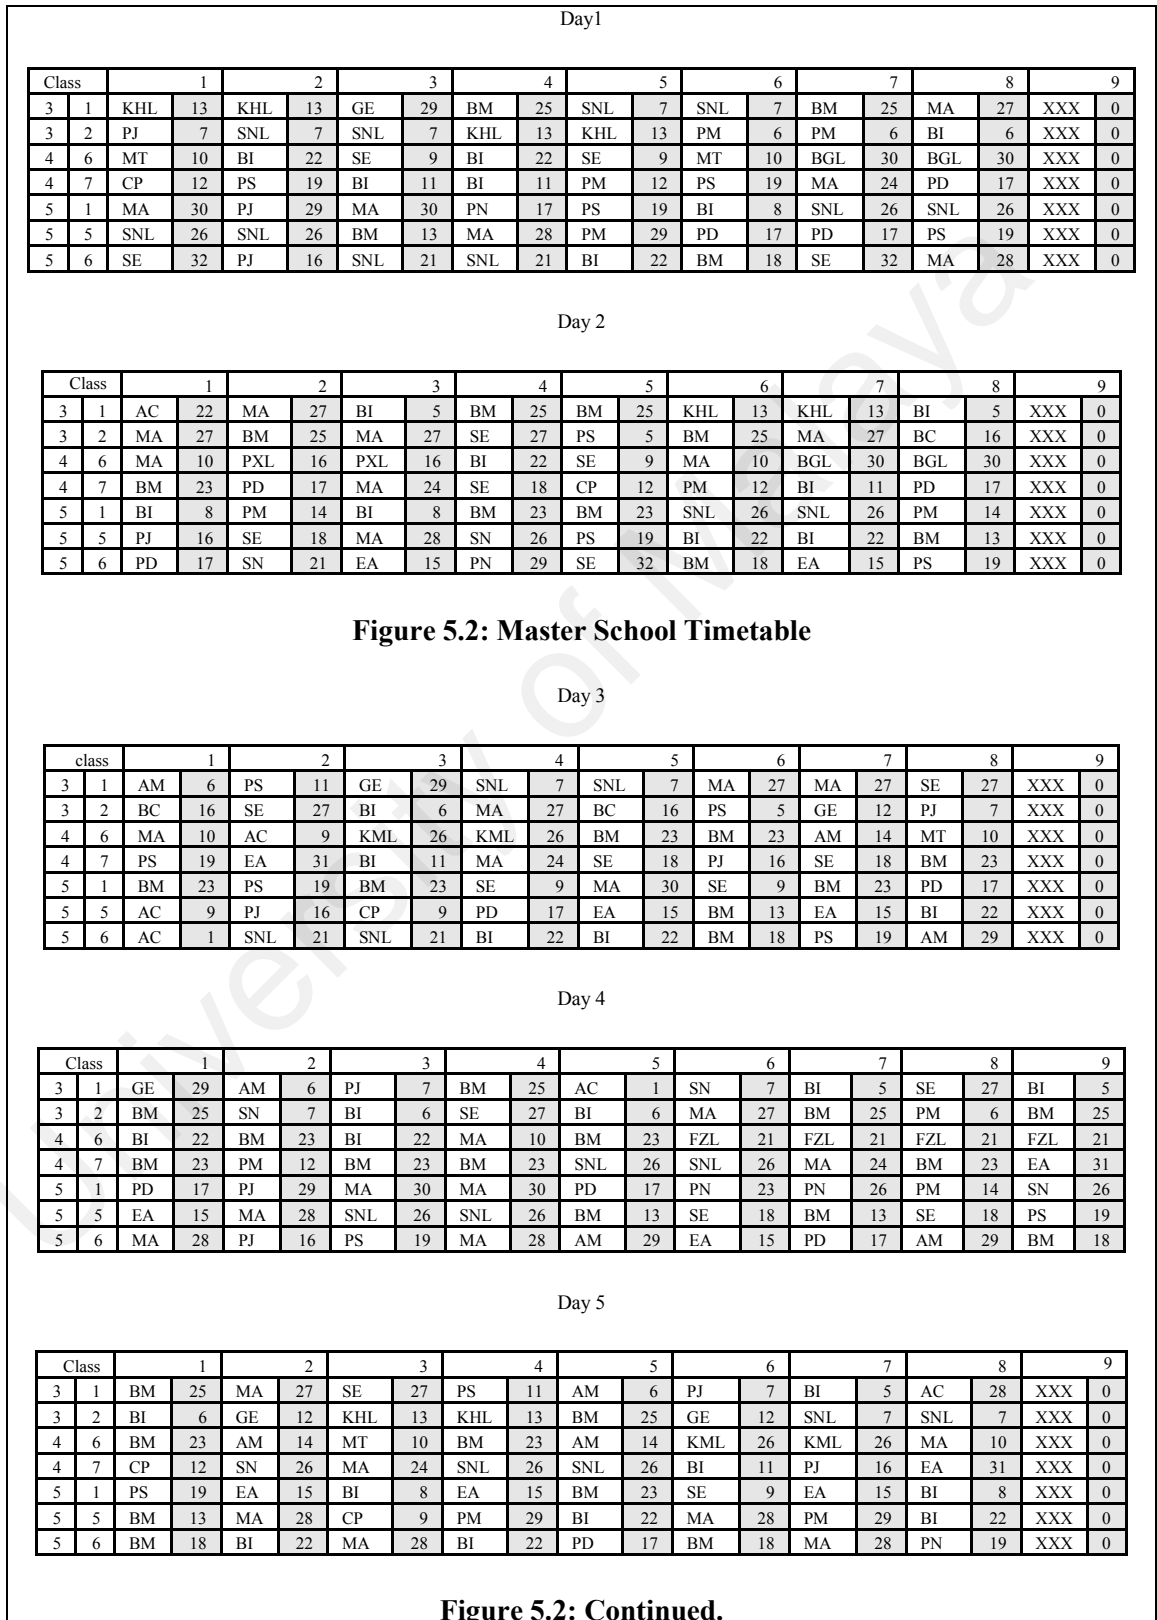 Day1
Class 1 2 3 4 5 6 7 8 9
3 1 KHL 13 KHL 13 GE 29 BM 25 SNL 7 SNL 7 BM 25 MA 27 XXX 0
3 2 PJ 7 SNL 7 SNL 7 KHL 13 KHL 13 PM 6 PM 6 BI 6 XXX 0
4 6 MT 10 BI 22 SE 9 BI 22 SE 9 MT 10 BGL 30 BGL 30 XXX 0
4 7 CP 12 PS 19 BI 11 BI 11 PM 12 PS 19 MA 24 PD 17 XXX 0
5 1 MA 30 PJ 29 MA 30 PN 17 PS 19 BI 8 SNL 26 SNL 26 XXX 0
5 5 SNL 26 SNL 26 BM 13 MA 28 PM 29 PD 17 PD 17 PS 19 XXX 0
5 6 SE 32 PJ 16 SNL 21 SNL 21 BI 22 BM 18 SE 32 MA 28 XXX 0
Day 2
Class 1 2 3 4 5 6 7 8 9
3 1 AC 22 MA 27 BI 5 BM 25 BM 25 KHL 13 KHL 13 BI 5 XXX 0
3 2 MA 27 BM 25 MA 27 SE 27 PS 5 BM 25 MA 27 BC 16 XXX 0
4 6 MA 10 PXL 16 PXL 16 BI 22 SE 9 MA 10 BGL 30 BGL 30 XXX 0
4 7 BM 23 PD 17 MA 24 SE 18 CP 12 PM 12 BI 11 PD 17 XXX 0
5 1 BI 8 PM 14 BI 8 BM 23 BM 23 SNL 26 SNL 26 PM 14 XXX 0
5 5 PJ 16 SE 18 MA 28 SN 26 PS 19 BI 22 BI 22 BM 13 XXX 0
5 6 PD 17 SN 21 EA 15 PN 29 SE 32 BM 18 EA 15 PS 19 XXX 0
Figure 5.2: Master School Timetable
Day 3
class 1 2 3 4 5 6 7 8 9
3 1 AM 6 PS 11 GE 29 SNL 7 SNL 7 MA 27 MA 27 SE 27 XXX 0
3 2 BC 16 SE 27 BI 6 MA 27 BC 16 PS 5 GE 12 PJ 7 XXX 0
4 6 MA 10 AC 9 KML 26 KML 26 BM 23 BM 23 AM 14 MT 10 XXX 0
4 7 PS 19 EA 31 BI 11 MA 24 SE 18 PJ 16 SE 18 BM 23 XXX 0
5 1 BM 23 PS 19 BM 23 SE 9 MA 30 SE 9 BM 23 PD 17 XXX 0
5 5 AC 9 PJ 16 CP 9 PD 17 EA 15 BM 13 EA 15 BI 22 XXX 0
5 6 AC 1 SNL 21 SNL 21 BI 22 BI 22 BM 18 PS 19 AM 29 XXX 0
Day 4
Class 1 2 3 4 5 6 7 8 9
3 1 GE 29 AM 6 PJ 7 BM 25 AC 1 SN 7 BI 5 SE 27 BI 5
3 2 BM 25 SN 7 BI 6 SE 27 BI 6 MA 27 BM 25 PM 6 BM 25
4 6 BI 22 BM 23 BI 22 MA 10 BM 23 FZL 21 FZL 21 FZL 21 FZL 21
4 7 BM 23 PM 12 BM 23 BM 23 SNL 26 SNL 26 MA 24 BM 23 EA 31
5 1 PD 17 PJ 29 MA 30 MA 30 PD 17 PN 23 PN 26 PM 14 SN 26
5 5 EA 15 MA 28 SNL 26 SNL 26 BM 13 SE 18 BM 13 SE 18 PS 19
5 6 MA 28 PJ 16 PS 19 MA 28 AM 29 EA 15 PD 17 AM 29 BM 18
Day 5
Class 1 2 3 4 5 6 7 8 9
3 1 BM 25 MA 27 SE 27 PS 11 AM 6 PJ 7 BI 5 AC 28 XXX 0
3 2 BI 6 GE 12 KHL 13 KHL 13 BM 25 GE 12 SNL 7 SNL 7 XXX 0
4 6 BM 23 AM 14 MT 10 BM 23 AM 14 KML 26 KML 26 MA 10 XXX 0
4 7 CP 12 SN 26 MA 24 SNL 26 SNL 26 BI 11 PJ 16 EA 31 XXX 0
5 1 PS 19 EA 15 BI 8 EA 15 BM 23 SE 9 EA 15 BI 8 XXX 0
5 5 BM 13 MA 28 CP 9 PM 29 BI 22 MA 28 PM 29 BI 22 XXX 0
5 6 BM 18 BI 22 MA 28 BI 22 PD 17 BM 18 MA 28 PN 19 XXX 0
Figure 5.2: Continued.
University of Malaya